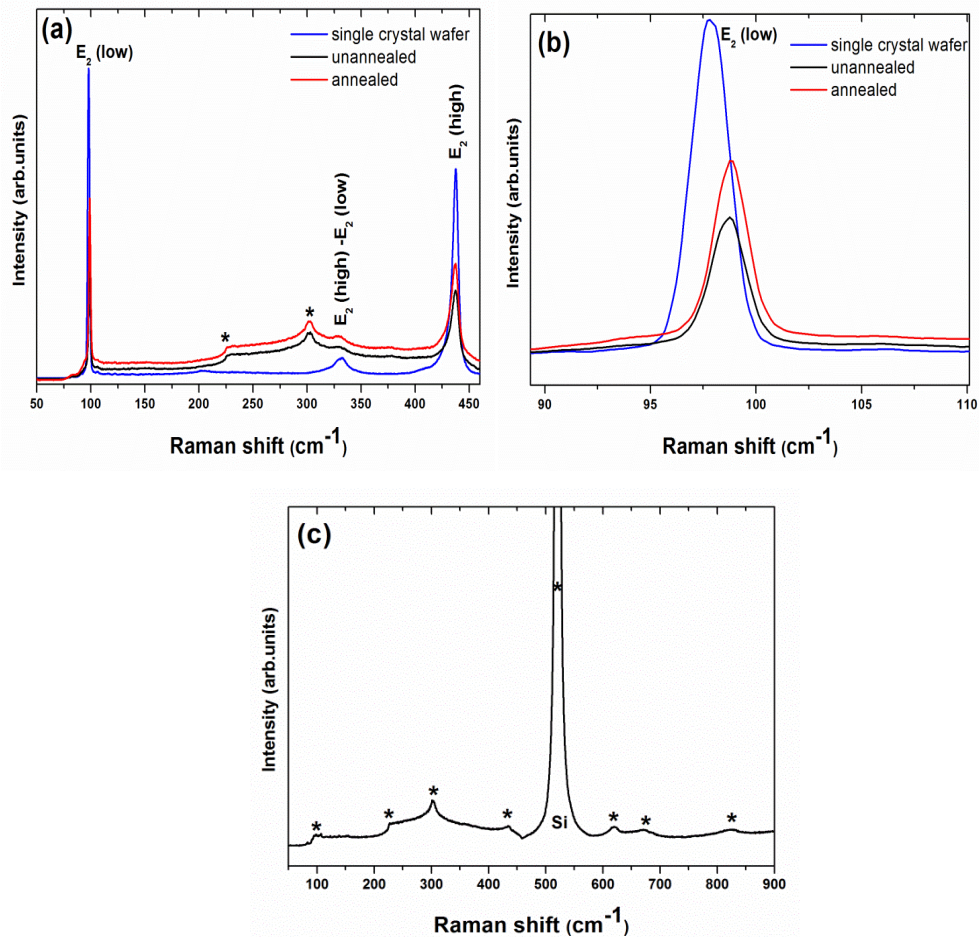 (a)
E₂ (low)
single crystal wafer
unannealed
annealed
E₂ (high)
E₂ (high) -E₂ (low)
*
*
Intensity (arb.units)
50 100 150 200 250 300 350 400 450
Raman shift (cm⁻¹)
(b)
E₂ (low)
single crystal wafer
unannealed
annealed
Intensity (arb.units)
90 95 100 105 110
Raman shift (cm⁻¹)
(c)
*
* * * * * * *
Si
Intensity (arb.units)
100 200 300 400 500 600 700 800 900
Raman shift (cm⁻¹)